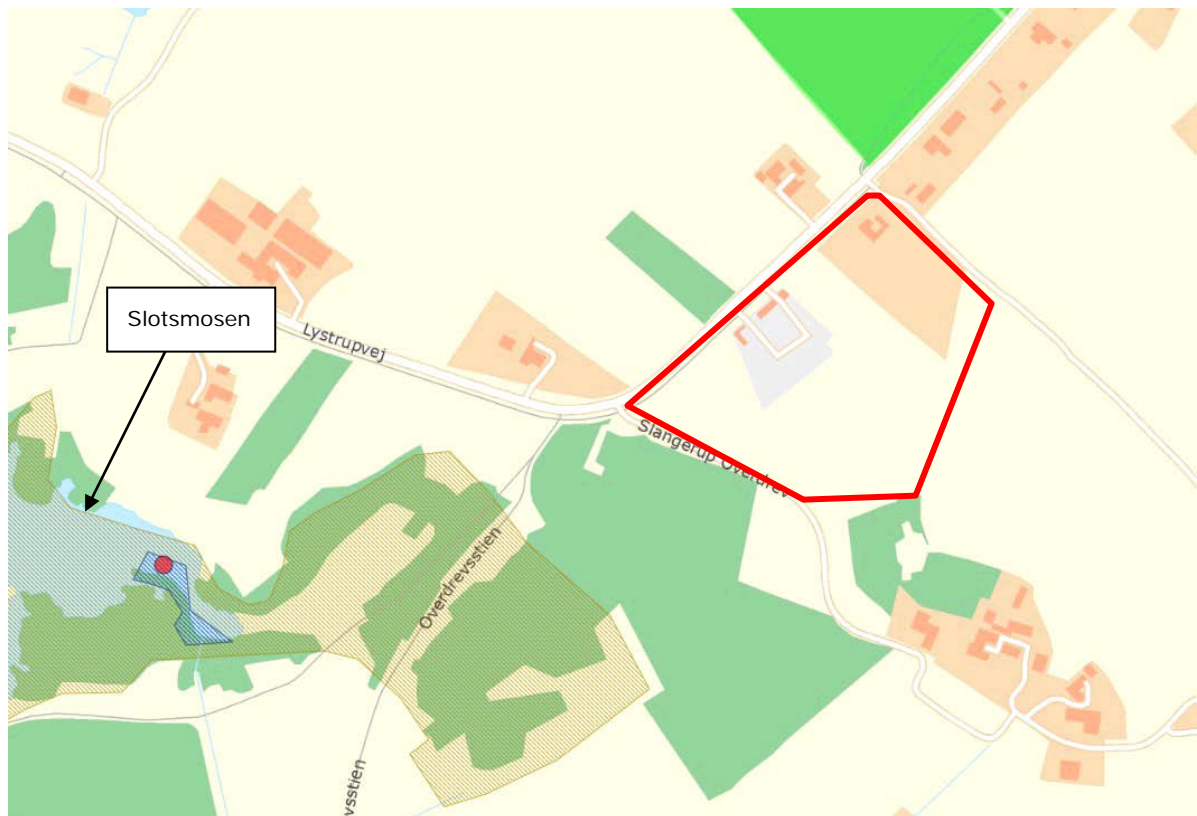 Slotsmosen
Lystrupvej
Slangerup Overdrev
Overdrevsstien
vsstien